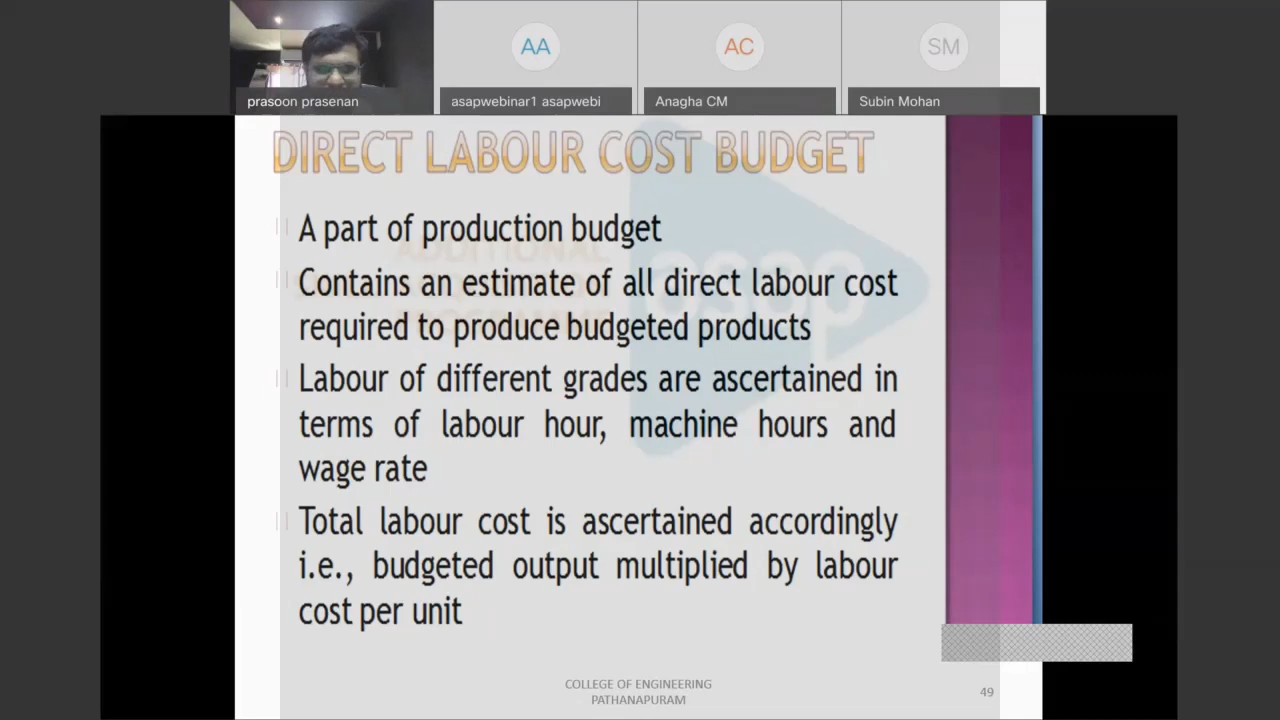 AA
AC
SM
prasoon prasenan
asapwebinar1 asapwebi
Anagha CM
Subin Mohan
DIRECT LABOUR COST BUDGET
A part of production budget
Contains an estimate of all direct labour cost
required to produce budgeted products
Labour of different grades are ascertained in
terms of labour hour, machine hours and
wage rate
Total labour cost is ascertained accordingly
i.e., budgeted output multiplied by labour
cost per unit
ADDITIONAL
asap
COLLEGE OF ENGINEERING
PATHANAPURAM
49